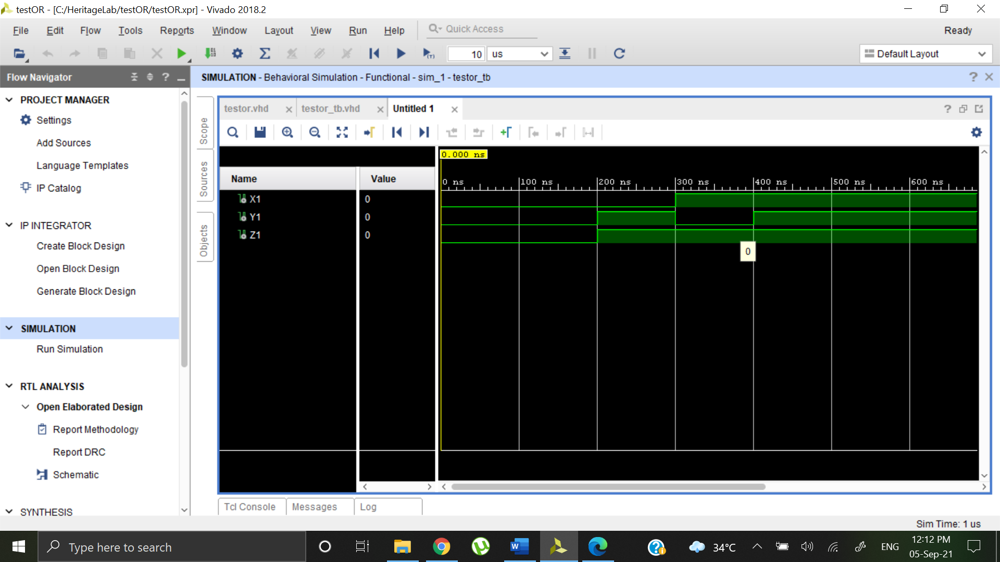 testOR - [C:/HeritageLab/testOR/testOR.xpr] - Vivado 2018.2
File Edit Flow Tools Reports Window Layout View Run Help Quick Access Ready
10 us Default Layout
Flow Navigator
SIMULATION - Behavioral Simulation - Functional - sim_1 - testor_tb
PROJECT MANAGER
Settings
Add Sources
Language Templates
IP Catalog
IP INTEGRATOR
Create Block Design
Open Block Design
Generate Block Design
SIMULATION
Run Simulation
RTL ANALYSIS
Open Elaborated Design
Report Methodology
Report DRC
Schematic
SYNTHESIS
Scope
Sources
Objects
testor.vhd testor_tb.vhd Untitled 1
0.000 ns
Name Value
0 ns 100 ns 200 ns 300 ns 400 ns 500 ns 600 ns
X1 0
Y1 0
Z1 0
0
Tcl Console Messages Log
Sim Time: 1 us
Type here to search
34°C ENG
12:12 PM
05-Sep-21